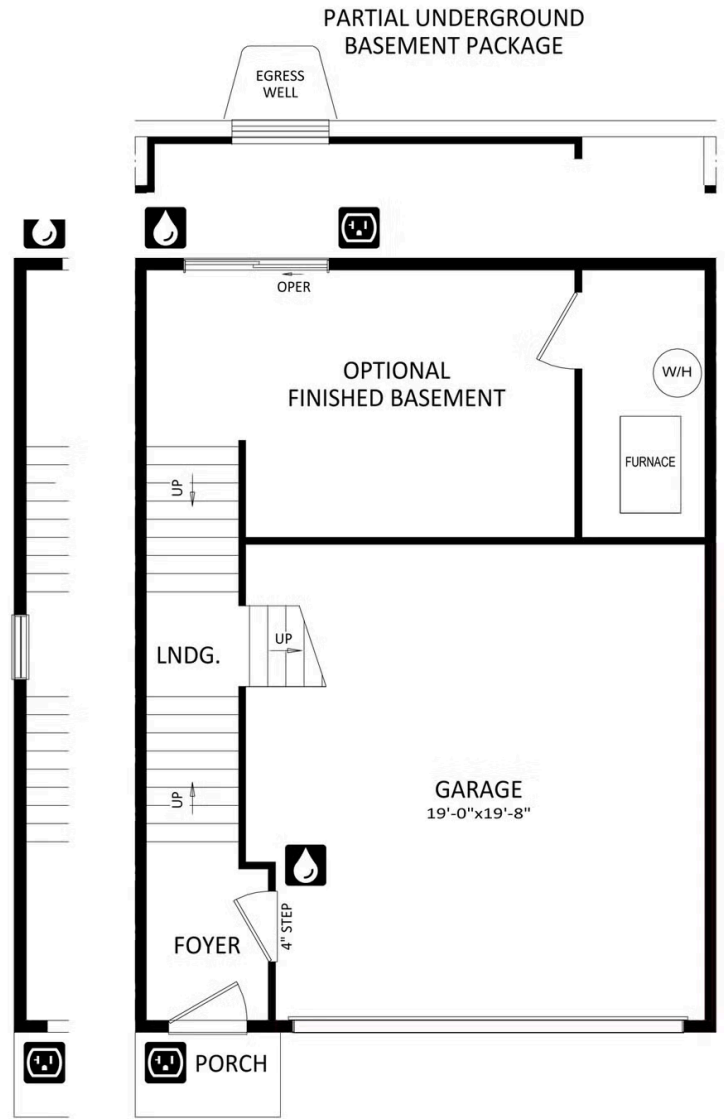 PARTIAL UNDERGROUND
BASEMENT PACKAGE
EGRESS
WELL
OPER
OPTIONAL
FINISHED BASEMENT
W/H
FURNACE
UP
UP
LNDG.
UP
GARAGE
19'-0"x19'-8"
4" STEP
FOYER
PORCH